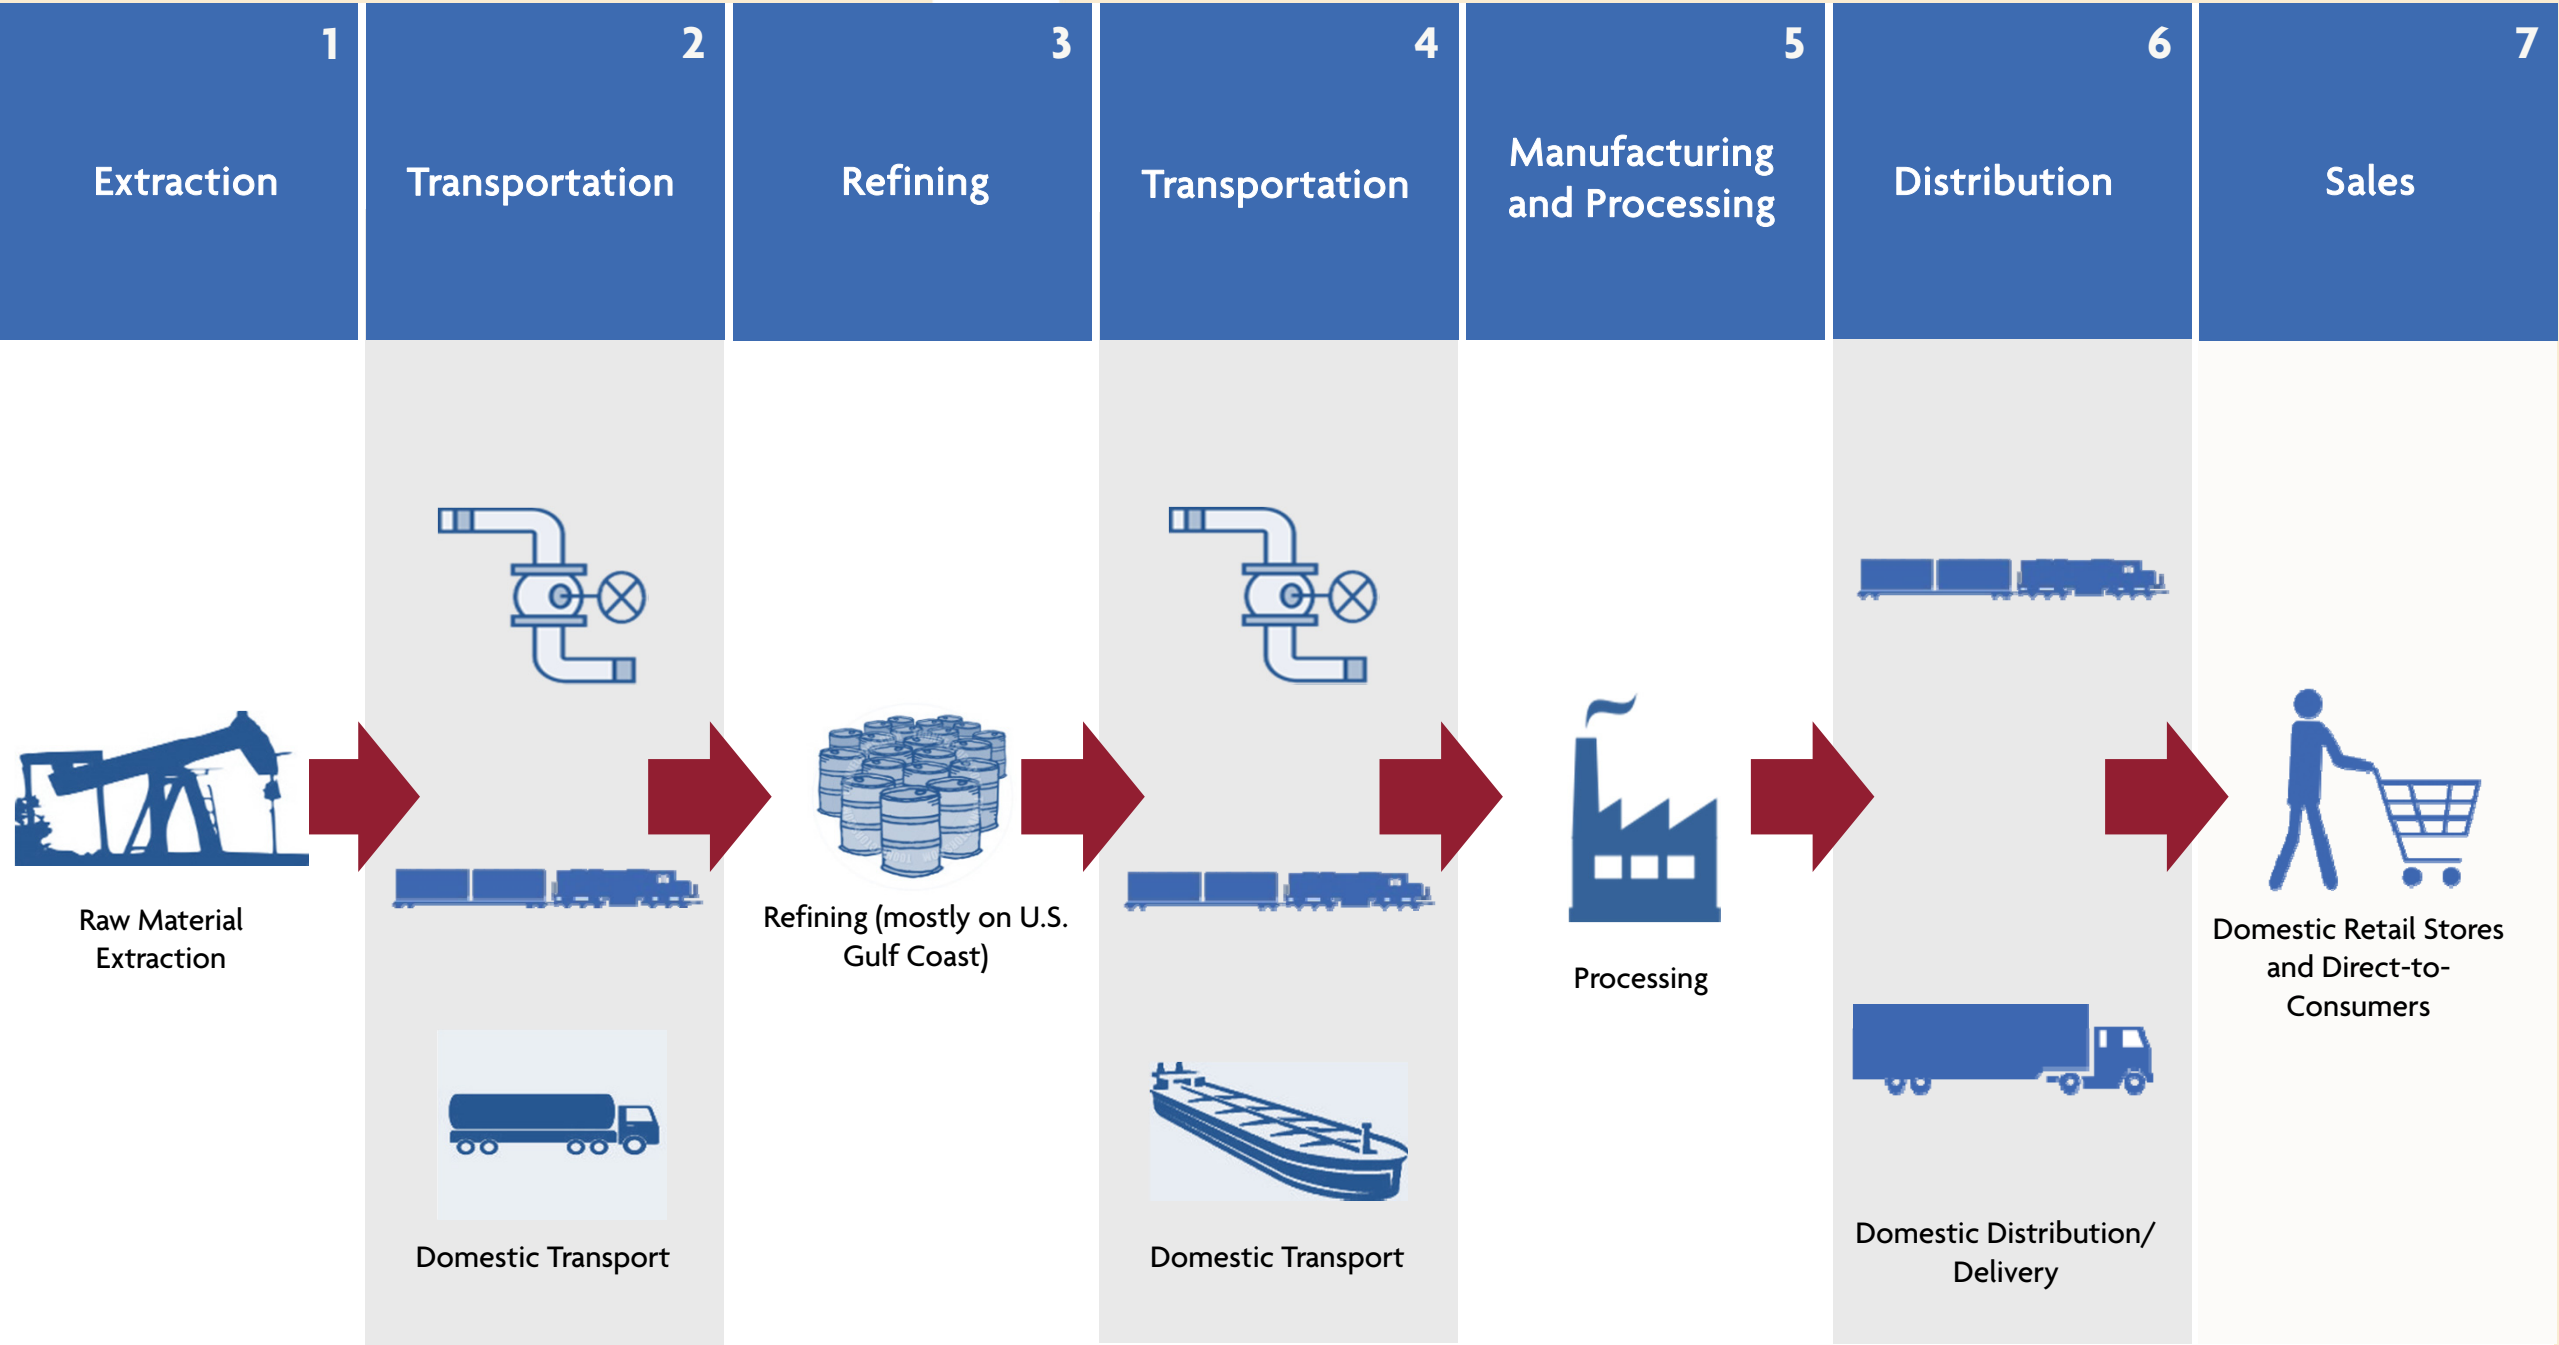 1
Extraction
2
Transportation
3
Refining
4
Transportation
5
Manufacturing
and Processing
6
Distribution
7
Sales
Raw Material
Extraction
Domestic Transport
Refining (mostly on U.S.
Gulf Coast)
Domestic Transport
Processing
Domestic Distribution/
Delivery
Domestic Retail Stores
and Direct-to-
Consumers